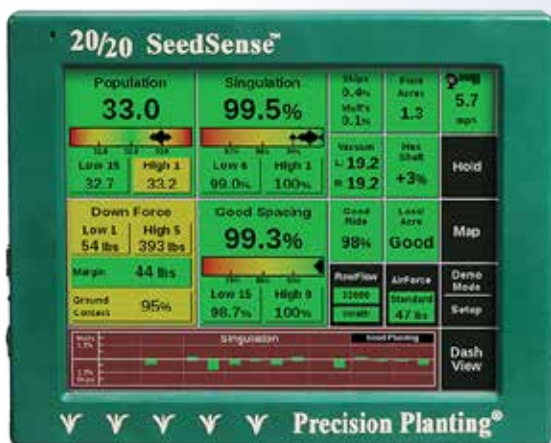 20/20 SeedSense™
Population
33.0
Low 15
32.7
High 1
33.2
Singulation
99.5%
Low 6
99.0%
High 1
100%
Skips
0.4%
Mult's
0.1%
Field
Acres
1.3
5.7
mph
Vacuum
L: 19.2
R: 19.2
Max
Shaft
+3%
Hold
Down Force
Low 1
54 lbs
High 5
393 lbs
Margin
44 lbs
Ground
Contact
95%
Good Spacing
99.3%
Low 15
98.7%
High 9
100%
Good
Ride
98%
Loss/
Acre
Good
Map
RowFlow
32000
Swath
AirForce
Standard
47 lbs
Demo
Mode
Setup
Singulation
Dash
View
Precision Planting®